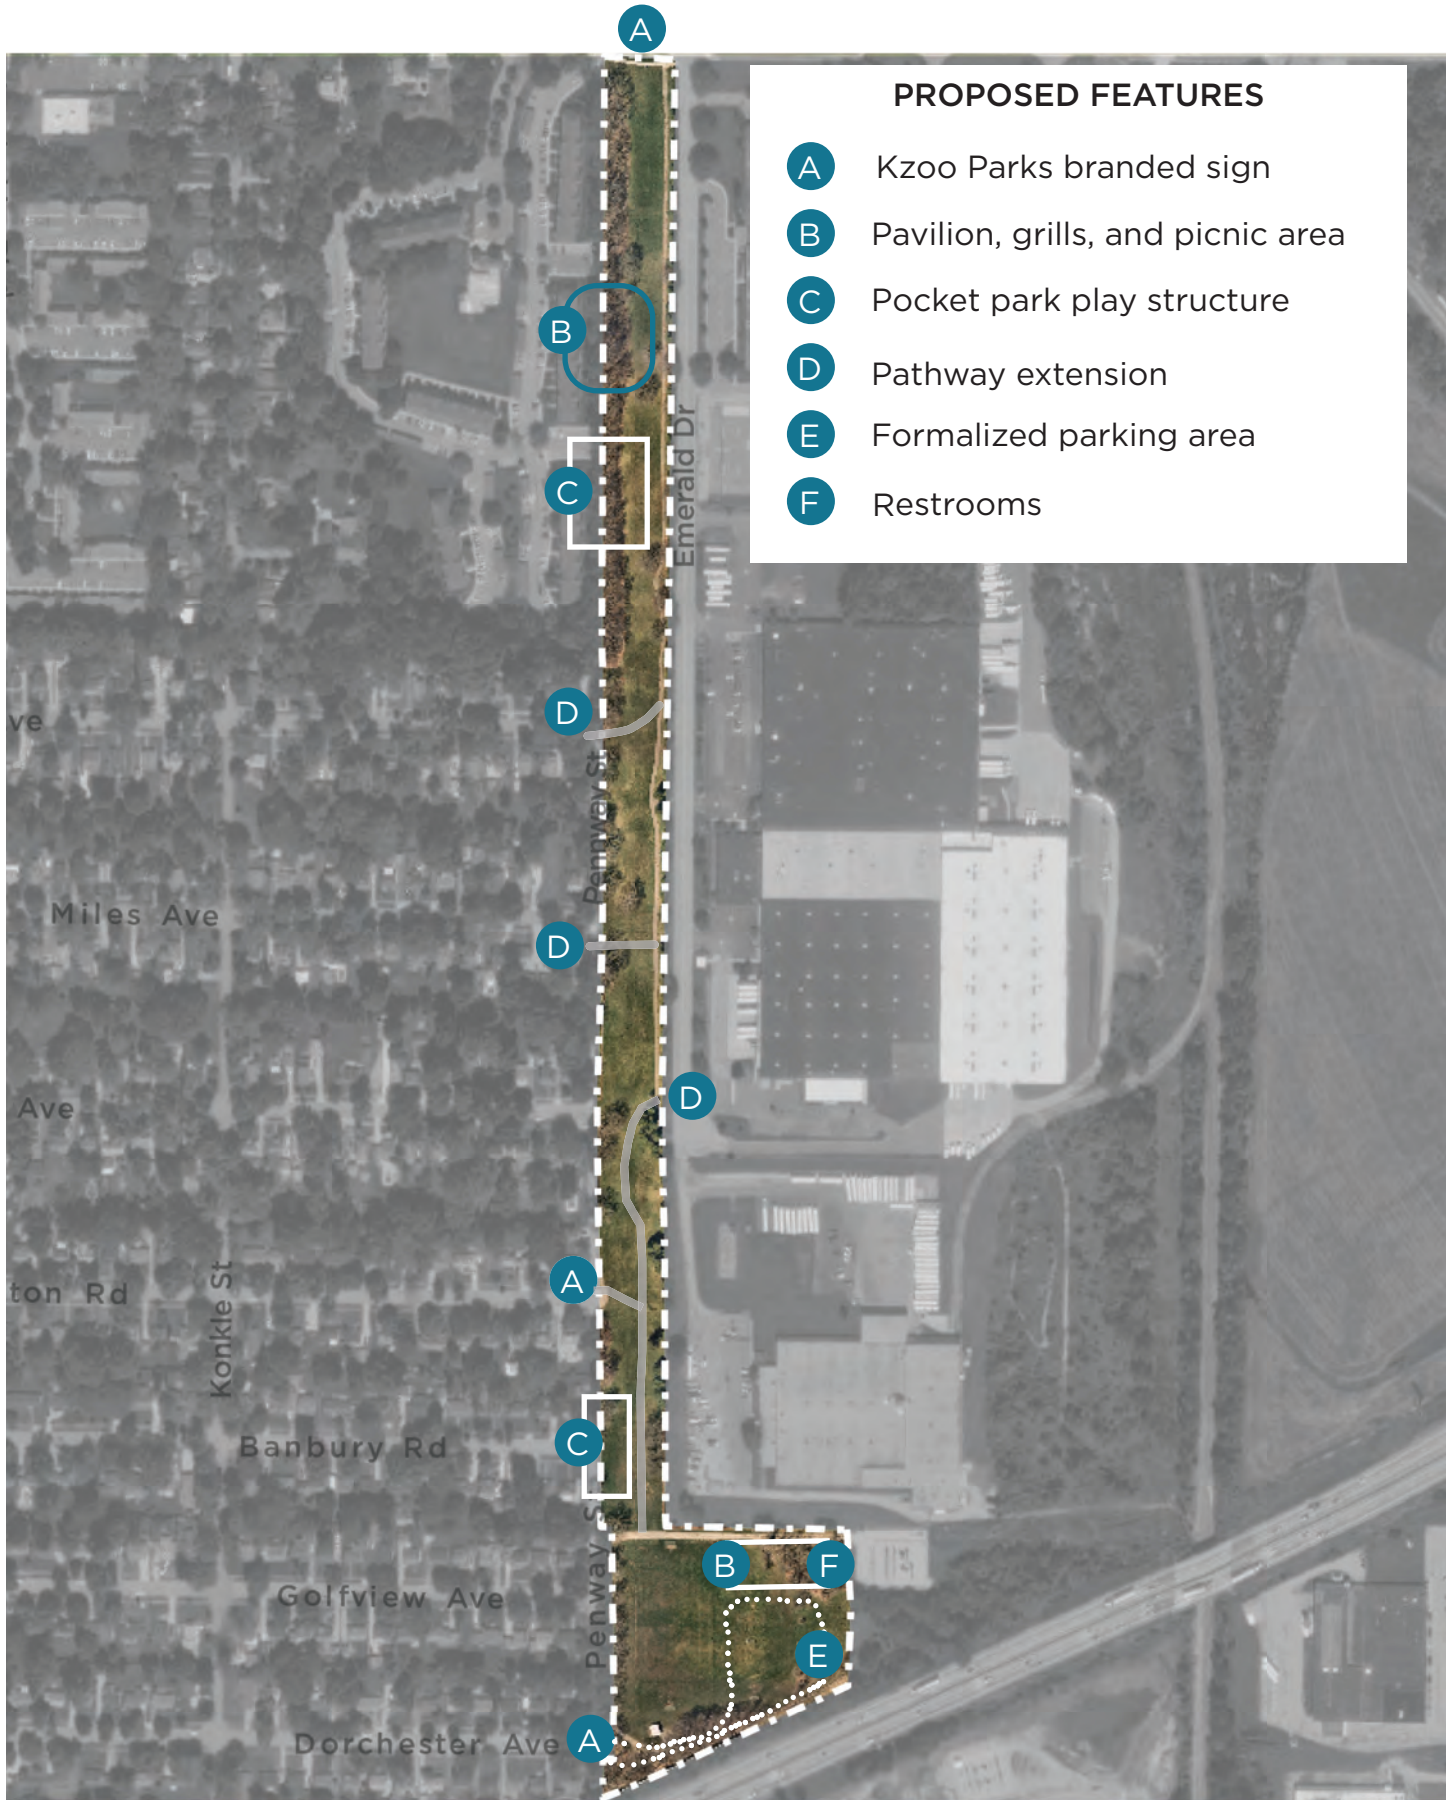 A
PROPOSED FEATURES
A Kzoo Parks branded sign
B Pavilion, grills, and picnic area
C Pocket park play structure
D Pathway extension
E Formalized parking area
F Restrooms
B
C
Emerald Dr
D
ve
Penway St
Miles Ave
D
D
Ave
A
ton Rd
Konkle St
C
Banbury Rd
B
F
Golfview Ave
Penway S
E
A
Dorchester Ave